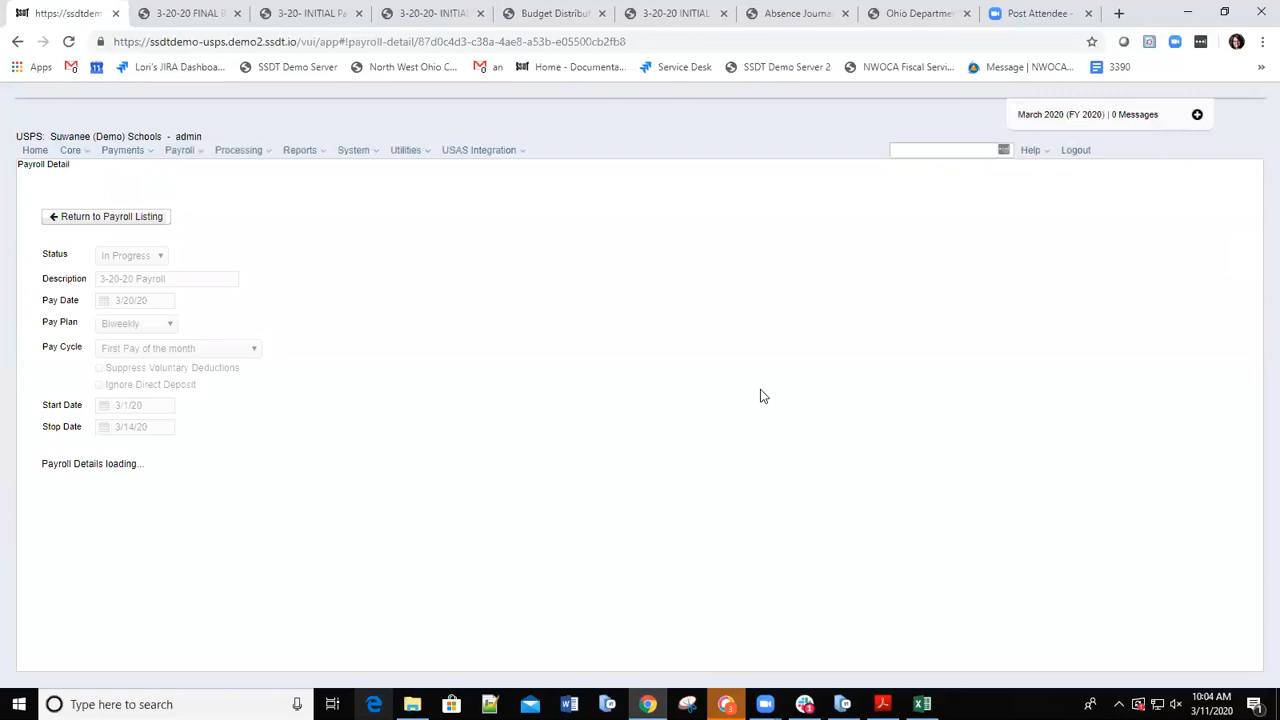 https://ssdtdem
3-20-20 FINAL B
3-20- INITIAL Pa
3-20-20- INITIAL
Budget Distribut
3-20-20 INITIAL
Absence Journa
Ohio Departmen
Post Attendee -
https://ssdtdemo-usps.demo2.ssdt.io/vui/app#!payroll-detail/87d0c4d3-c38a-4ae8-a53b-e05500cb2fb8
Apps
Lori's JIRA Dashboa...
SSDT Demo Server
North West Ohio C...
an
Home - Documenta...
Service Desk
SSDT Demo Server 2
NWOCA Fiscal Servi...
Message | NWOCA...
3390
»
March 2020 (FY 2020) | 0 Messages
USPS: Suwanee (Demo) Schools - admin
Home Core Payments Payroll Processing Reports System Utilities USAS Integration Help Logout
Payroll Detail
Return to Payroll Listing
Status In Progress
Description 3-20-20 Payroll
Pay Date 3/20/20
Pay Plan Biweekly
Pay Cycle First Pay of the month
Suppress Voluntary Deductions
Ignore Direct Deposit
Start Date 3/1/20
Stop Date 3/14/20
Payroll Details loading...
Type here to search
10:04 AM
3/11/2020